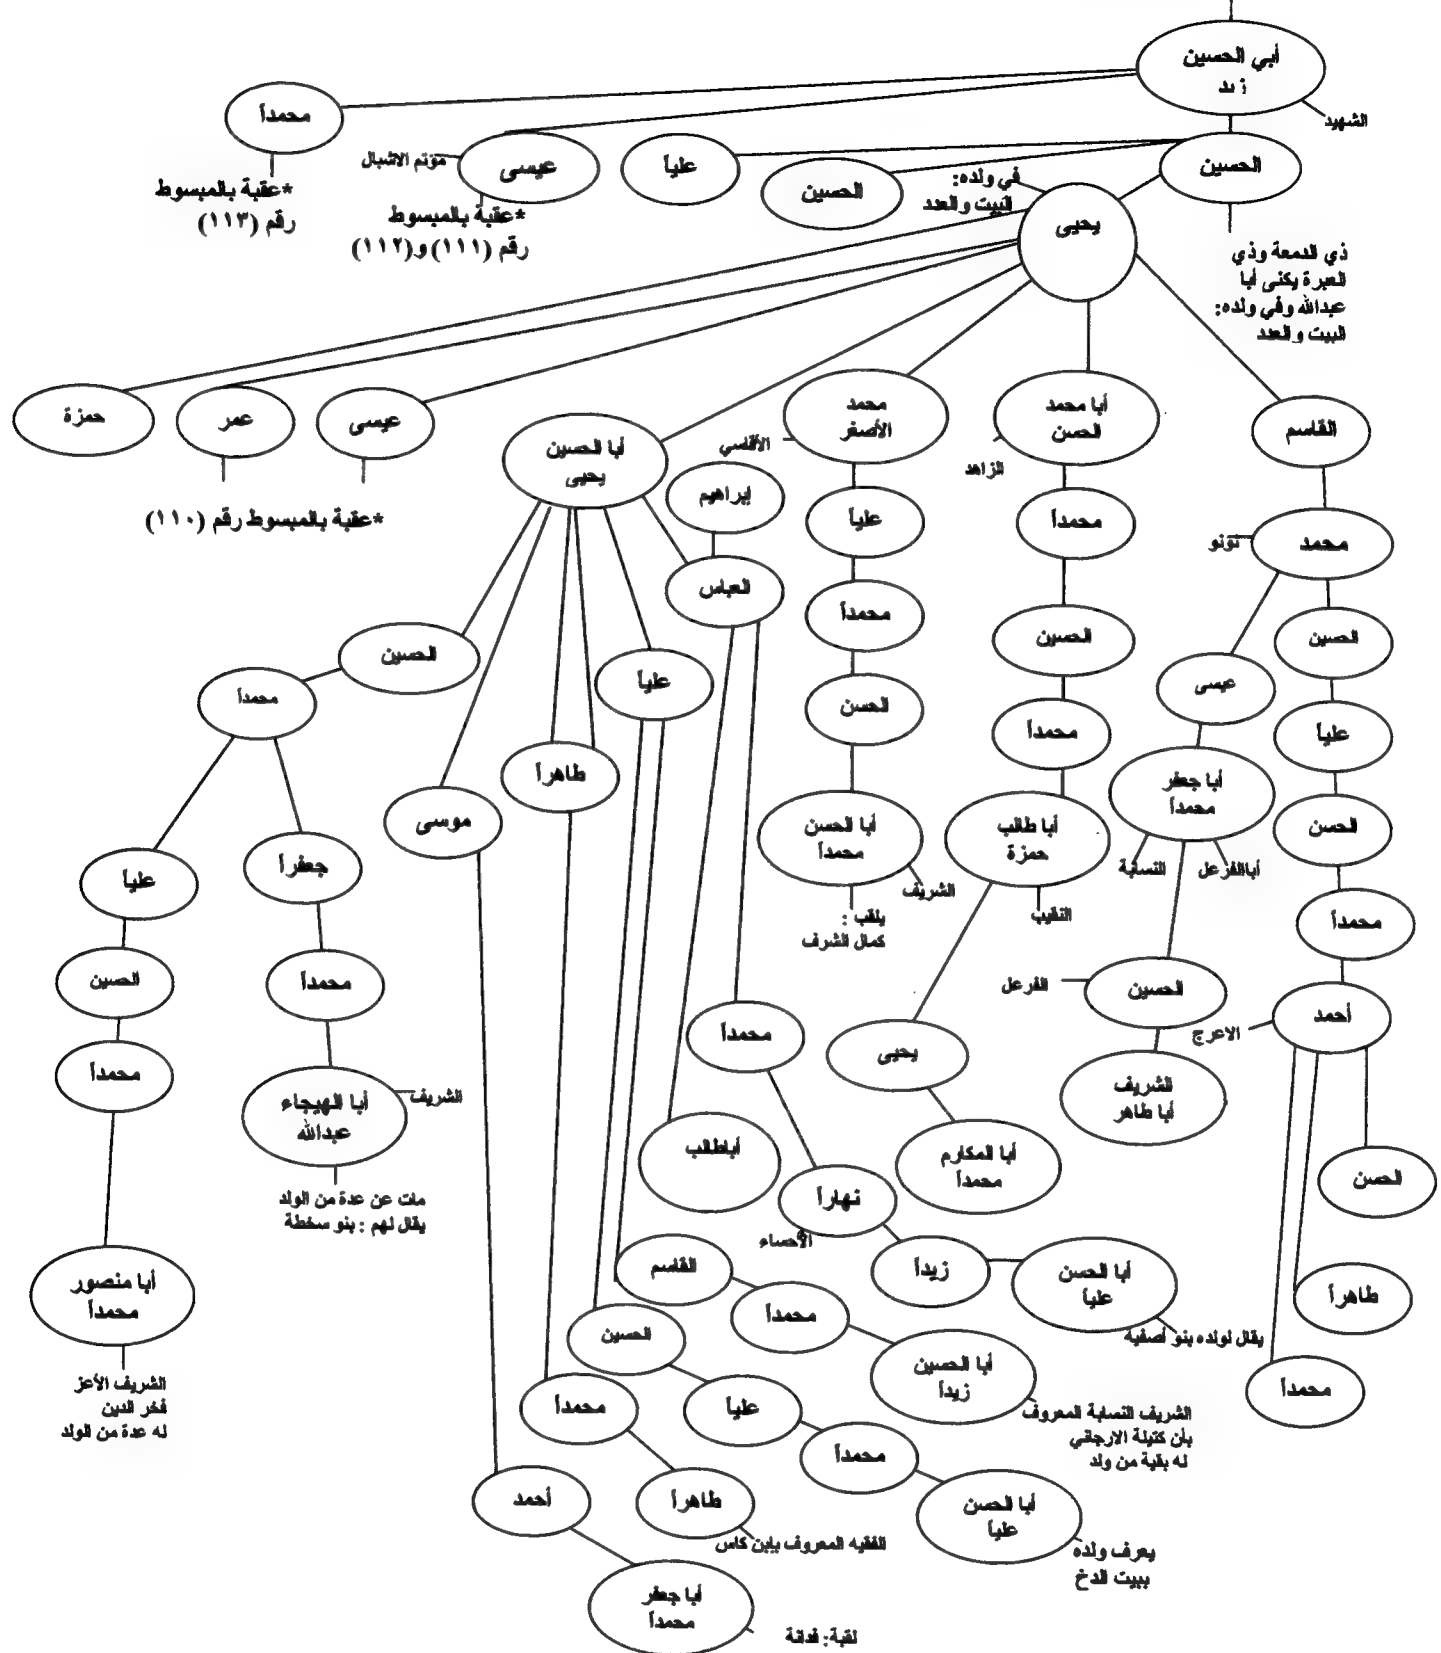 أبي الحسين
زيد
الشهيد
محمداً
*عقبة بالمبسوط
رقم (١١٣)
عيسى
مؤتم الاشبال
*عقبة بالمبسوط
رقم (١١١) و(١١٢)
علياً
الحسين
الحسين
ذي الدمعة وذي
العبرة يكنى أبا
عبدالله وفي ولده:
البيت والعدد
يحيى
في ولده:
البيت والعدد
حمزة
عمر
عيسى
*عقبة بالمبسوط رقم (١١٠)
أبا الحسين
يحيى
محمد
الأصغر
الأقاسي
أبا محمد
الحسن
الزاهد
القاسم
إبراهيم
علياً
محمداً
محمد
نونو
العباس
محمداً
الحسين
الحسين
الحسين
محمداً
علياً
الحسن
محمداً
عيسى
علياً
طاهراً
موسى
أبا الحسن
محمداً
الشريف
يلقب :
كمال الشرف
أبا طالب
حمزة
النقيب
أبا جعفر
محمداً
النسابة
أباالفزعل
الحسن
علياً
جعفراً
محمداً
الحسين
محمداً
الحسين
الفرعل
أحمد
الاعرج
محمداً
يحيى
محمداً
أبا الهيجاء
عبدالله
الشريف
مات عن عدة من الولد
يقال لهم : بنو سخطة
الشريف
أبا طاهر
أباطالب
أبا المكارم
محمداً
الحسن
نهاراً
الأحساء
القاسم
زيداً
أبا الحسن
علياً
يقال لولده بنو أصفية
طاهراً
أبا منصور
محمداً
الشريف الأعز
فخر الدين
له عدة من الولد
الحسين
محمداً
أبا الحسين
زيداً
الشريف النسابة المعروف
بأن كتيلة الارجاني
له بقية من ولد
محمداً
محمداً
علياً
محمداً
أحمد
طاهراً
الفقيه المعروف بإبن كاس
أبا الحسن
علياً
يعرف ولده
ببيت الدخ
أبا جعفر
محمداً
لقبة: فدانة